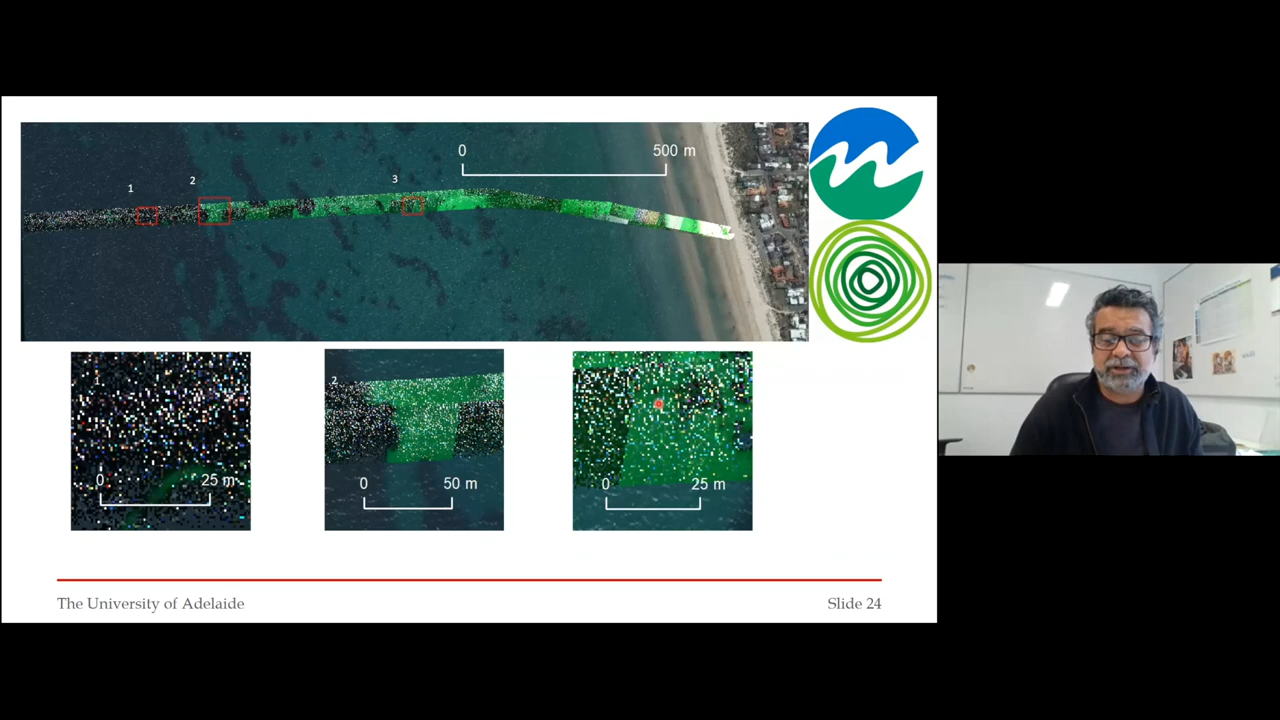 0 500 m
1
2
3
2
0 25 m
0 50 m
0 25 m
The University of Adelaide
Slide 24